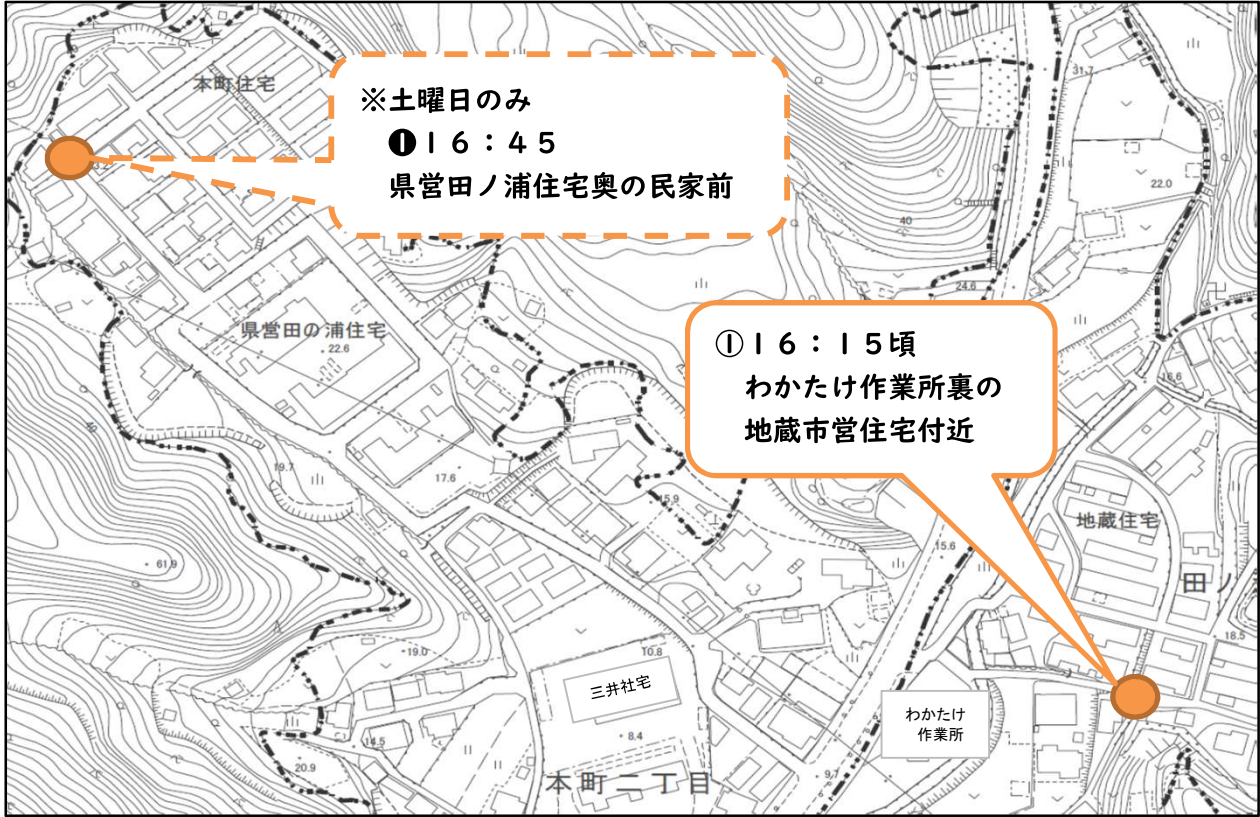 本町住宅
※土曜日のみ
❶16:45
県営田ノ浦住宅奥の民家前
31.7
22.0
40
24.6
①16:15頃
わかたけ作業所裏の
地蔵市営住宅付近
県営田の浦住宅
22.6
16.6
40
19.7
17.6
15.9
地蔵住宅
15.6
61.9
田ノ
18.5
19.0
10.8
三井社宅
わかたけ
作業所
8.4
14.5
20.9
9.7
本町二丁目